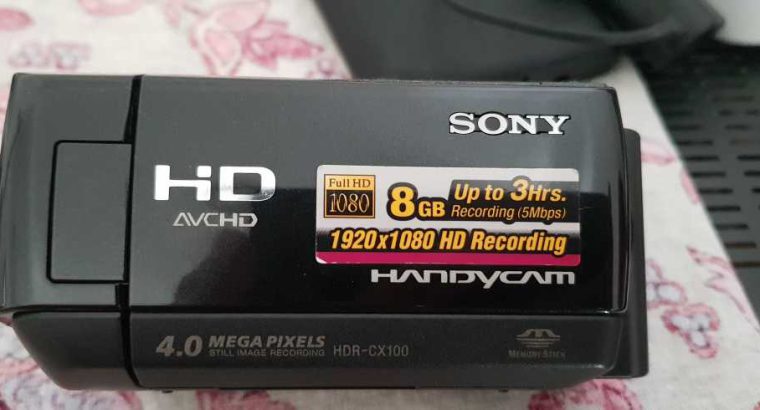 SONY
HD
AVCHD
Full HD
1080
8GB
Up to 3Hrs.
Recording (5Mbps)
1920x1080 HD Recording
HANDYCAM
4.0 MEGA PIXELS
STILL IMAGE RECORDING
HDR-CX100
MEMORY STICK